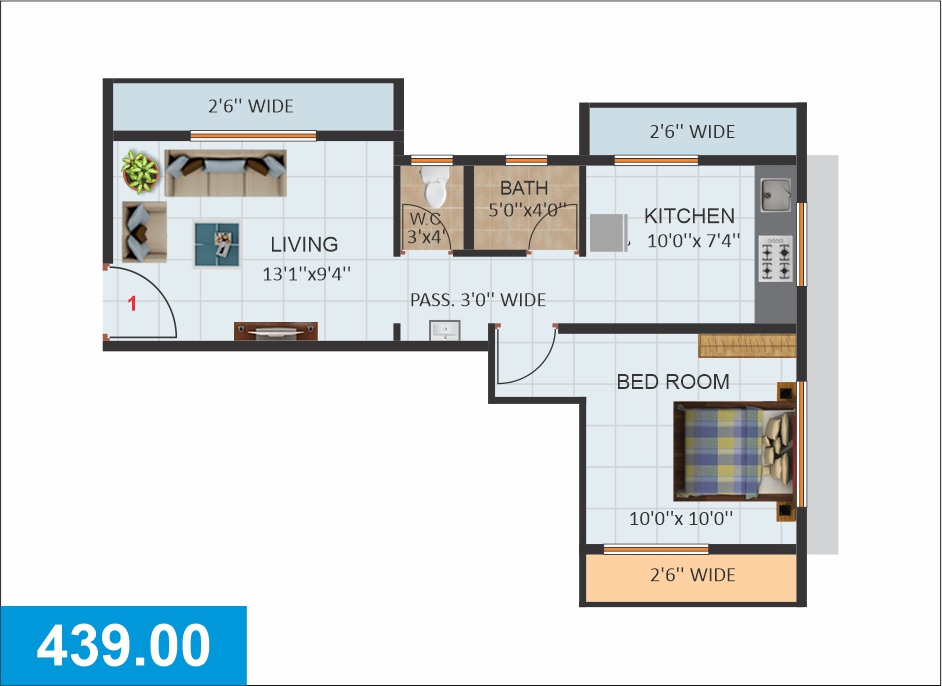 2'6'' WIDE
2'6'' WIDE
BATH
5'0''x4'0''
W.C
3'x4'
KITCHEN
10'0''x 7'4''
LIVING
13'1''x9'4''
1
PASS. 3'0'' WIDE
BED ROOM
10'0''x 10'0''
2'6'' WIDE
439.00